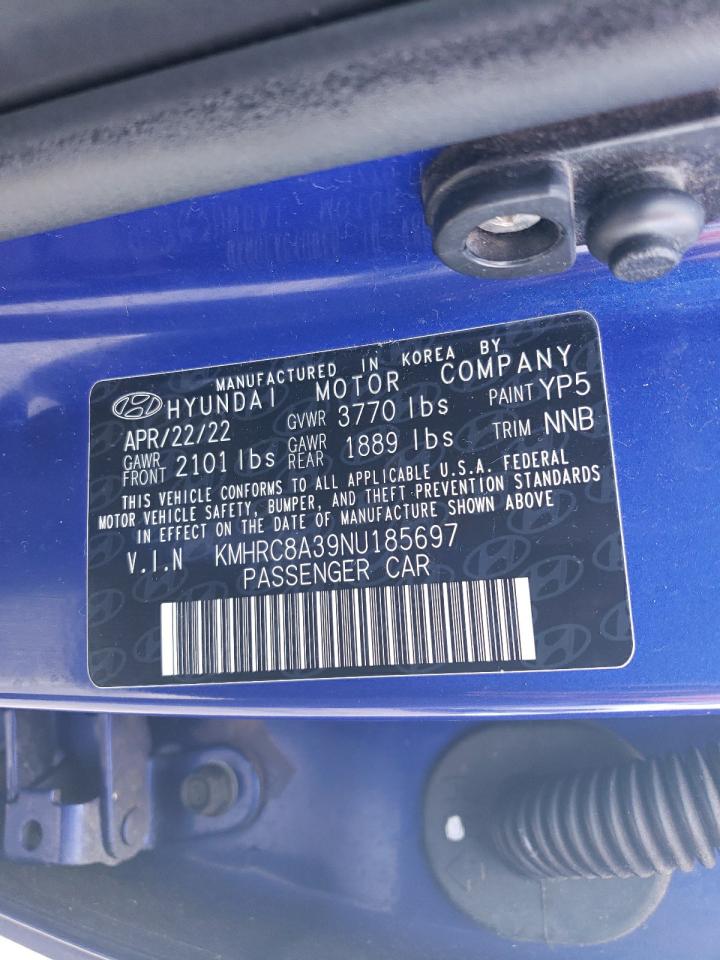 MANUFACTURED IN KOREA BY
HYUNDAI MOTOR COMPANY
APR/22/22 GVWR 3770 lbs PAINT YP5
GAWR FRONT 2101 lbs GAWR REAR 1889 lbs TRIM NNB
THIS VEHICLE CONFORMS TO ALL APPLICABLE U.S.A. FEDERAL
MOTOR VEHICLE SAFETY, BUMPER, AND THEFT PREVENTION STANDARDS
IN EFFECT ON THE DATE OF MANUFACTURE SHOWN ABOVE
V.I.N KMHRC8A39NU185697
PASSENGER CAR